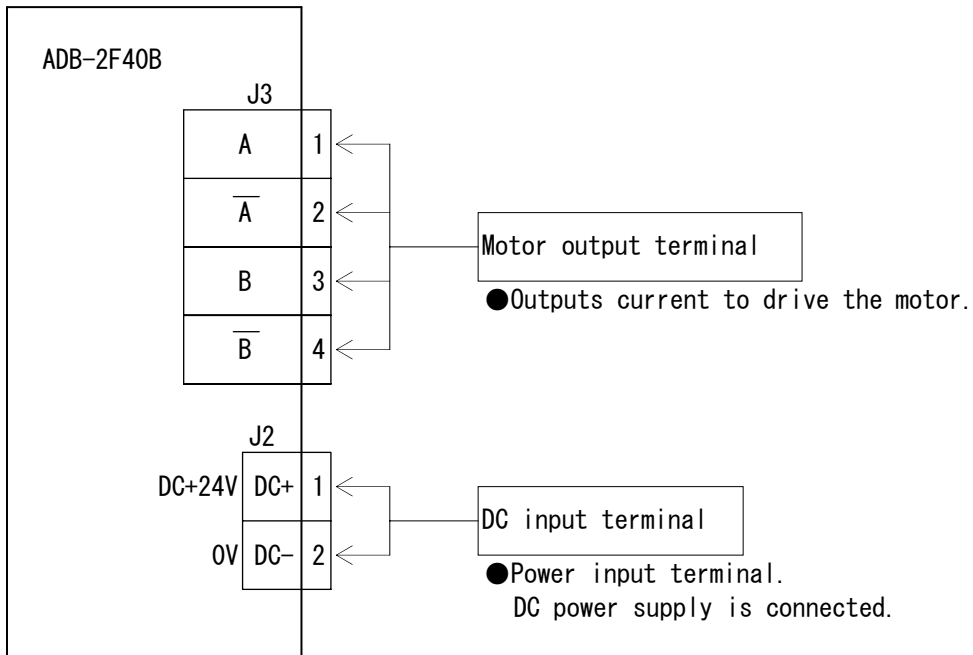 ADB-2F40B
J3
A 1
A̅ 2
Motor output terminal
B 3
●Outputs current to drive the motor.
B̅ 4
J2
DC+24V DC+ 1
DC input terminal
0V DC- 2
●Power input terminal.
DC power supply is connected.